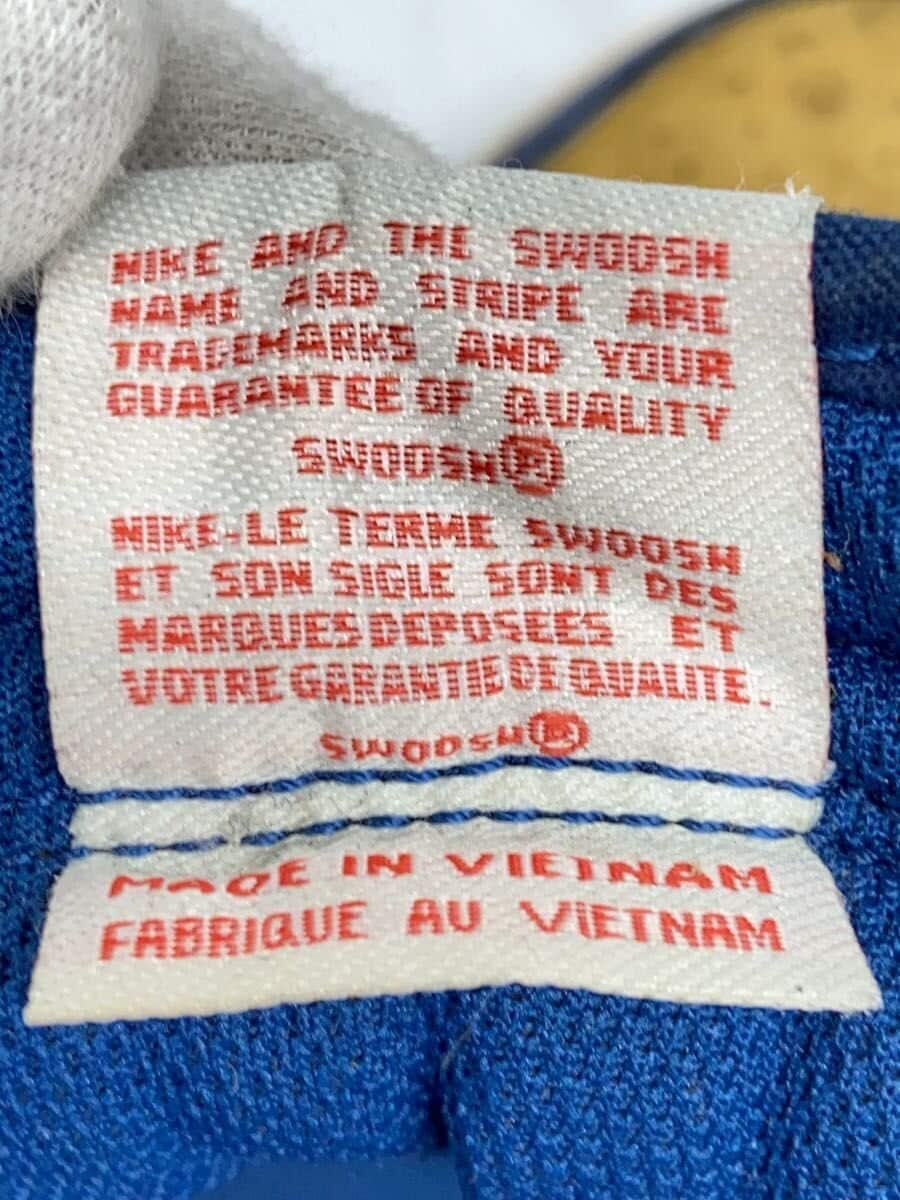 NIKE AND THE SWOOSH
NAME AND STRIPE ARE
TRADEMARKS AND YOUR
GUARANTEE OF QUALITY
SWOOSH®
NIKE-LE TERME SWOOSH
ET SON SIGLE SONT DES
MARQUES DEPOSEES ET
VOTRE GARANTIE DE QUALITE.
SWOOSH®
MADE IN VIETNAM
FABRIQUE AU VIETNAM